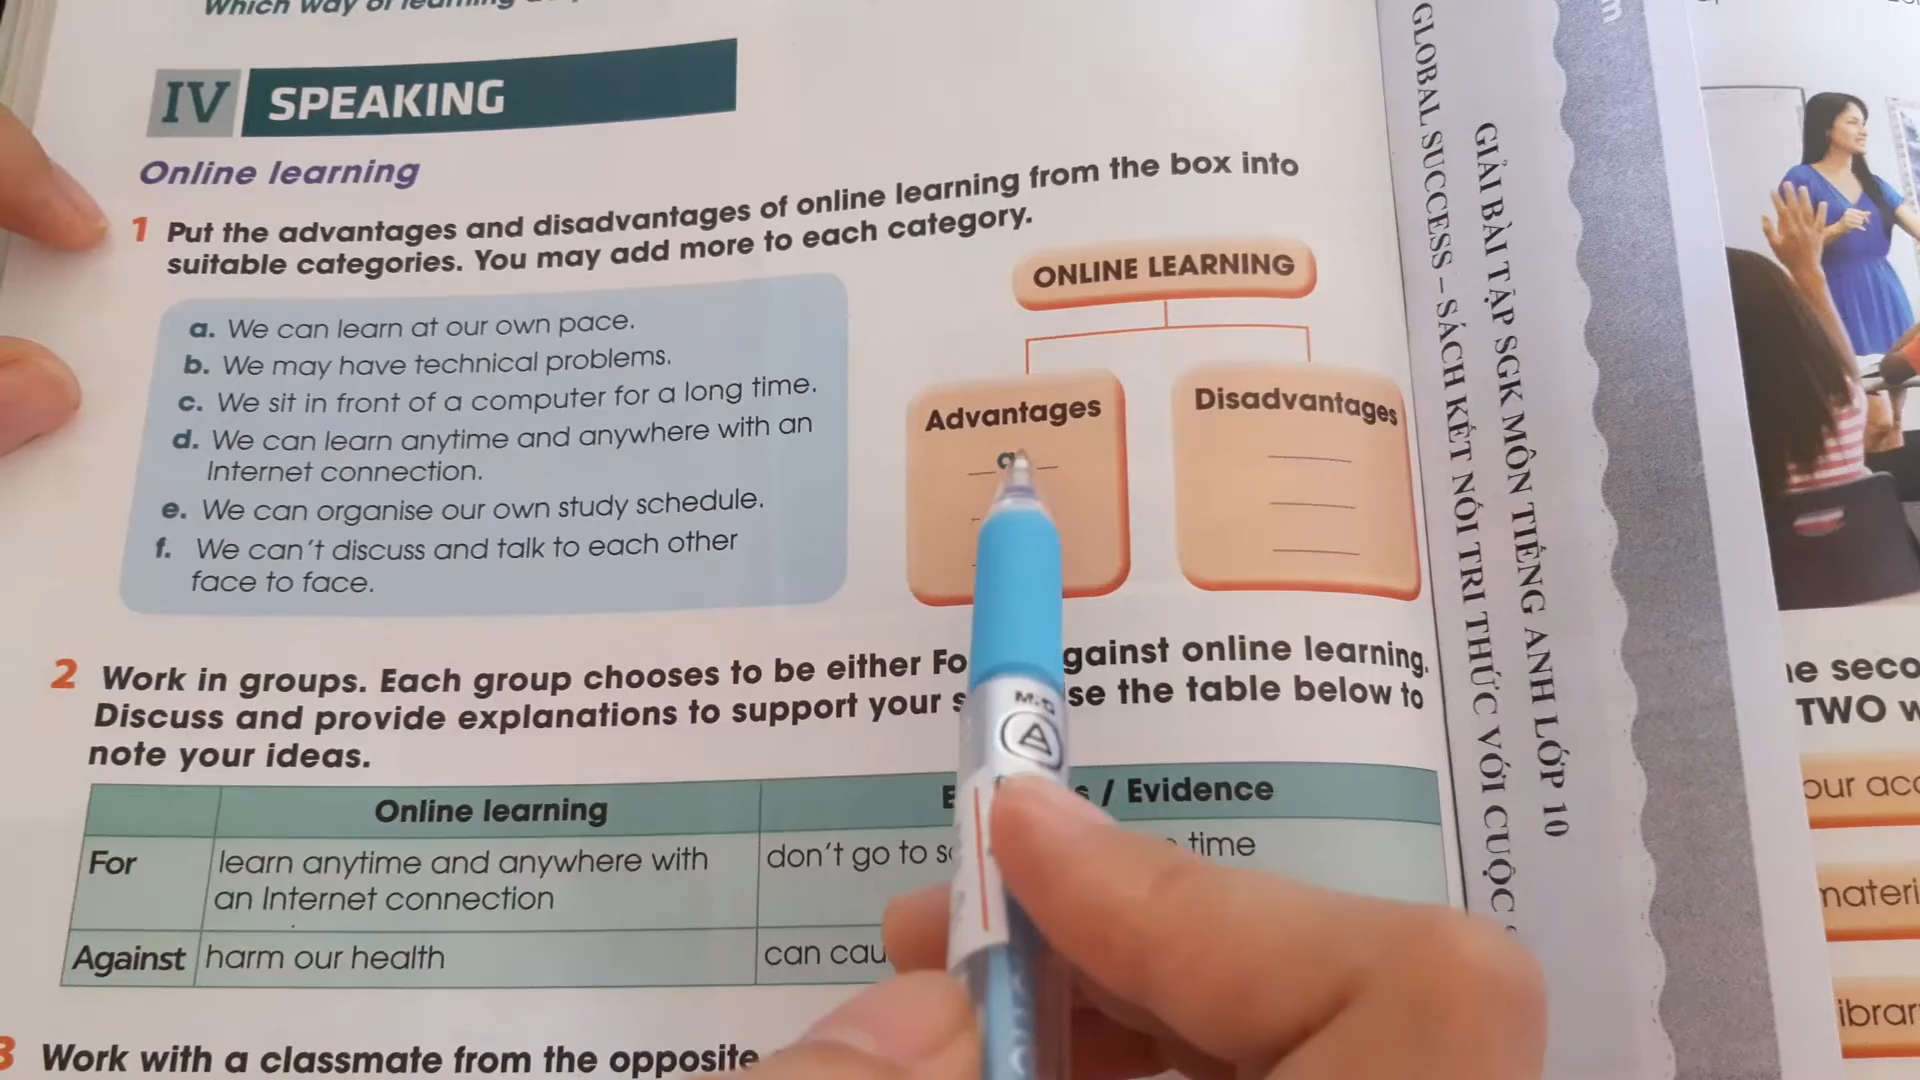 Which way of learning
IV SPEAKING
Online learning
1 Put the advantages and disadvantages of online learning from the box into
suitable categories. You may add more to each category.
a. We can learn at our own pace.
b. We may have technical problems.
c. We sit in front of a computer for a long time.
d. We can learn anytime and anywhere with an
Internet connection.
e. We can organise our own study schedule.
f. We can't discuss and talk to each other
face to face.
ONLINE LEARNING
Advantages
a
Disadvantages
2 Work in groups. Each group chooses to be either Fo gainst online learning.
Discuss and provide explanations to support your s se the table below to
note your ideas.
Online learning
E s / Evidence
For
learn anytime and anywhere with
an Internet connection
don't go to sc time
Against
harm our health
can cau
3 Work with a classmate from the opposite
M&G
GLOBAL SUCCESS – SÁCH KẾT NỐI TRI THỨC VỚI CUỘC
GIẢI BÀI TẬP SGK MÔN TIẾNG ANH LỚP 10
m
e seco
TWO w
our acc
materi
ibrar